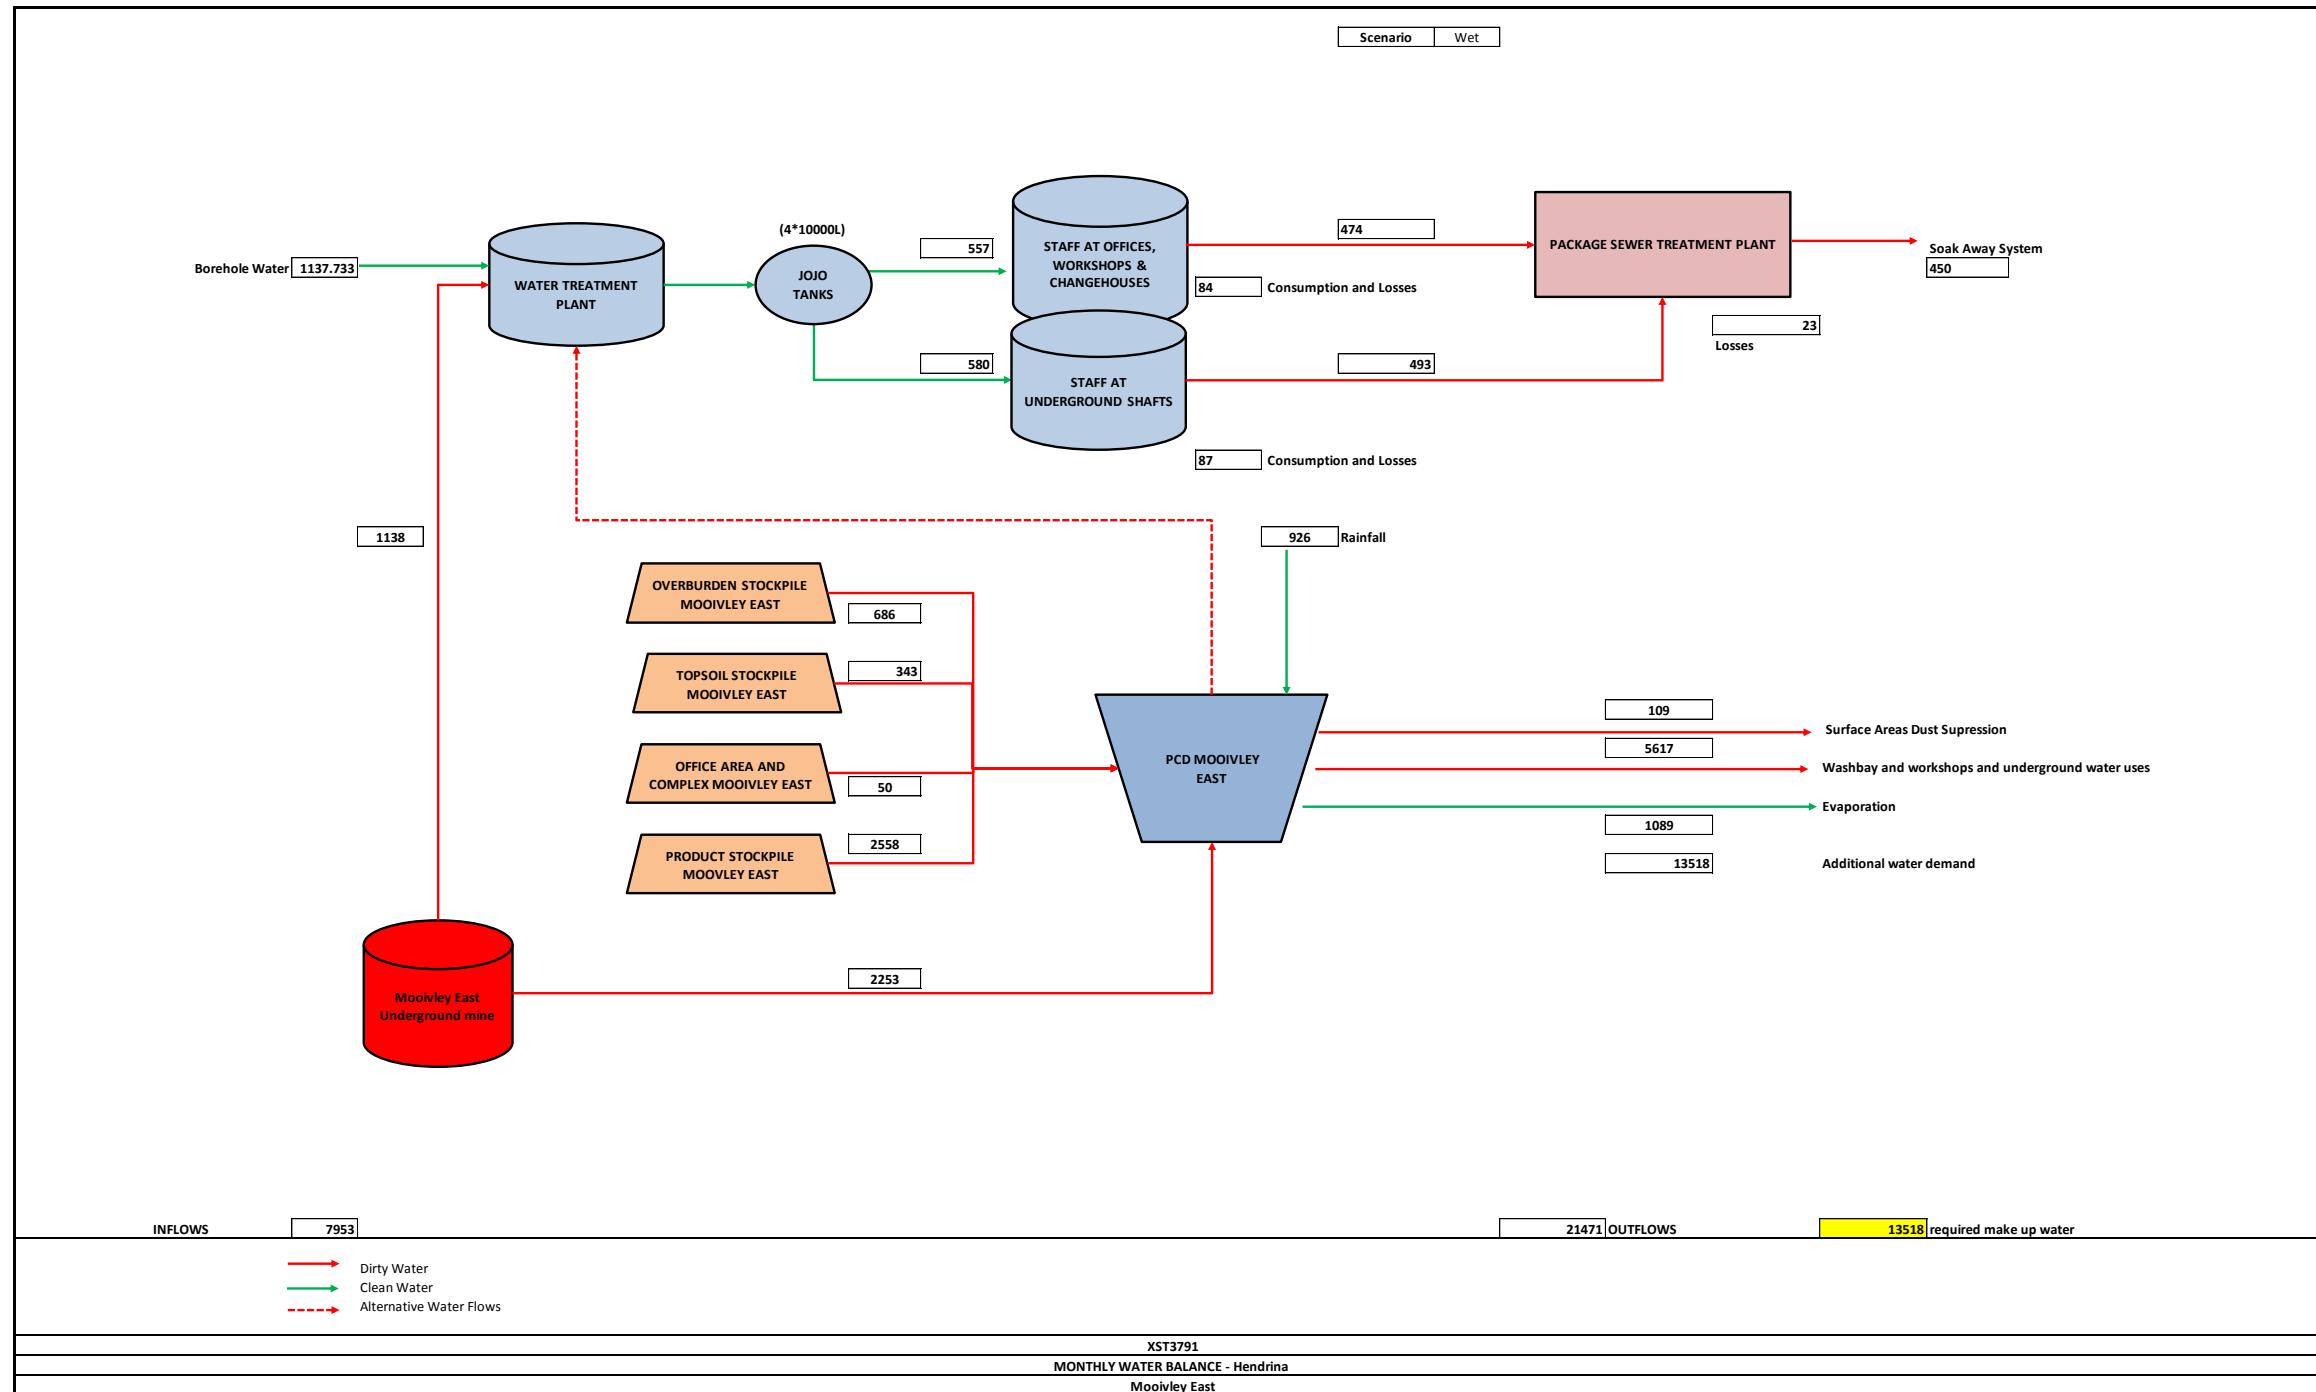 Scenario Wet
(4*10000L)
Borehole Water 1137.733
WATER TREATMENT
PLANT
JOJO
TANKS
557
STAFF AT OFFICES,
WORKSHOPS &
CHANGEHOUSES
474
84 Consumption and Losses
PACKAGE SEWER TREATMENT PLANT
Soak Away System
450
23
Losses
580
STAFF AT
UNDERGROUND SHAFTS
493
87 Consumption and Losses
1138
926 Rainfall
OVERBURDEN STOCKPILE
MOOIVLEY EAST
686
TOPSOIL STOCKPILE
MOOIVLEY EAST
343
OFFICE AREA AND
COMPLEX MOOIVLEY EAST
50
PRODUCT STOCKPILE
MOOVLEY EAST
2558
PCD MOOIVLEY
EAST
109
Surface Areas Dust Supression
5617
Washbay and workshops and underground water uses
Evaporation
1089
13518 Additional water demand
2253
Mooivley East
Underground mine
INFLOWS 7953
21471 OUTFLOWS
13518 required make up water
Dirty Water
Clean Water
Alternative Water Flows
XST3791
MONTHLY WATER BALANCE - Hendrina
Mooivley East